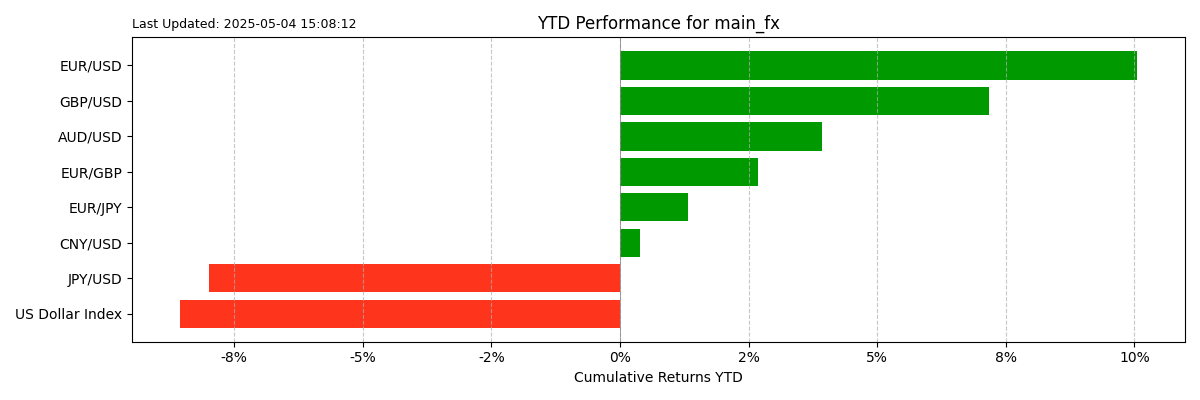 Last Updated: 2025-05-04 15:08:12
YTD Performance for main_fx
EUR/USD
GBP/USD
AUD/USD
EUR/GBP
EUR/JPY
CNY/USD
JPY/USD
US Dollar Index
-8% -5% -2% 0% 2% 5% 8% 10%
Cumulative Returns YTD